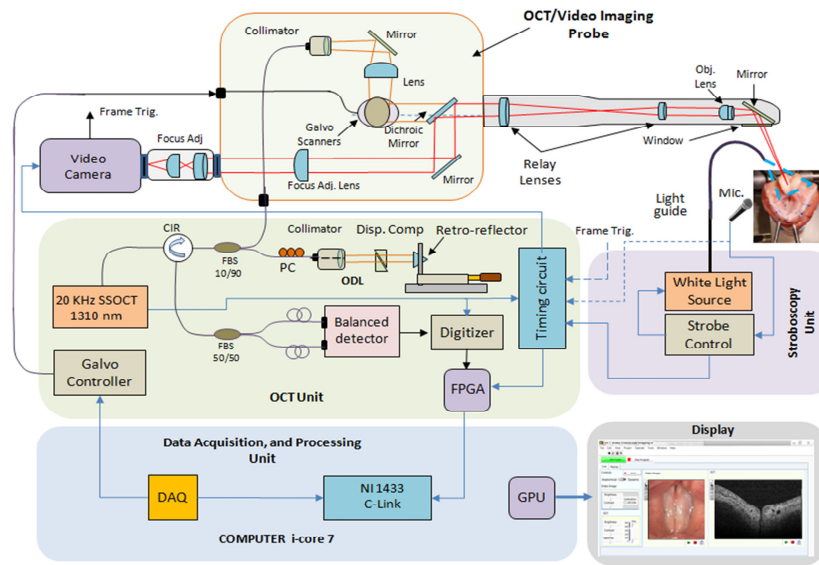 Collimator
Mirror
OCT/Video Imaging
Probe
Lens
Obj.
Lens
Mirror
Frame Trig.
Galvo
Scanners
Dichroic
Mirror
Focus Adj
Video
Camera
Window
Relay
Lenses
Focus Adj. Lens
Mirror
Light
guide
Mic.
CIR
Collimator
Disp. Comp
Retro-reflector
Frame Trig.
FBS
10/90
PC
ODL
20 KHz SSOCT
1310 nm
Timing circuit
White Light
Source
Strobe
Control
Stroboscopy
Unit
Balanced
detector
Digitizer
FBS
50/50
Galvo
Controller
FPGA
OCT Unit
Display
Data Acquisition, and Processing
Unit
DAQ
NI 1433
C-Link
GPU
COMPUTER i-core 7